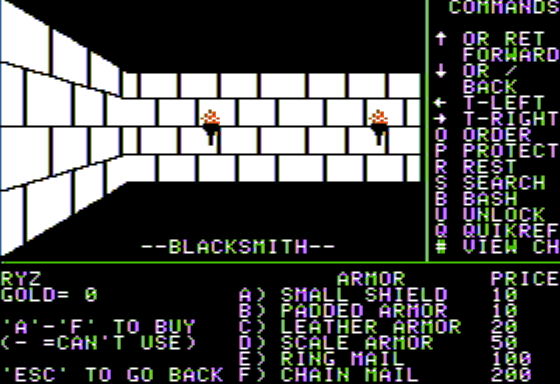 COMMANDS
↑ OR RET
FORWARD
↓ OR /
BACK
← T-LEFT
→ T-RIGHT
O ORDER
P PROTECT
R REST
S SEARCH
B BASH
U UNLOCK
Q QUIKREF
# VIEW CH
--BLACKSMITH--
RYZ ARMOR PRICE
GOLD= 0 A) SMALL SHIELD 10
B) PADDED ARMOR 10
'A'-'F' TO BUY C) LEATHER ARMOR 20
(- =CAN'T USE) D) SCALE ARMOR 50
E) RING MAIL 100
'ESC' TO GO BACK F) CHAIN MAIL 200